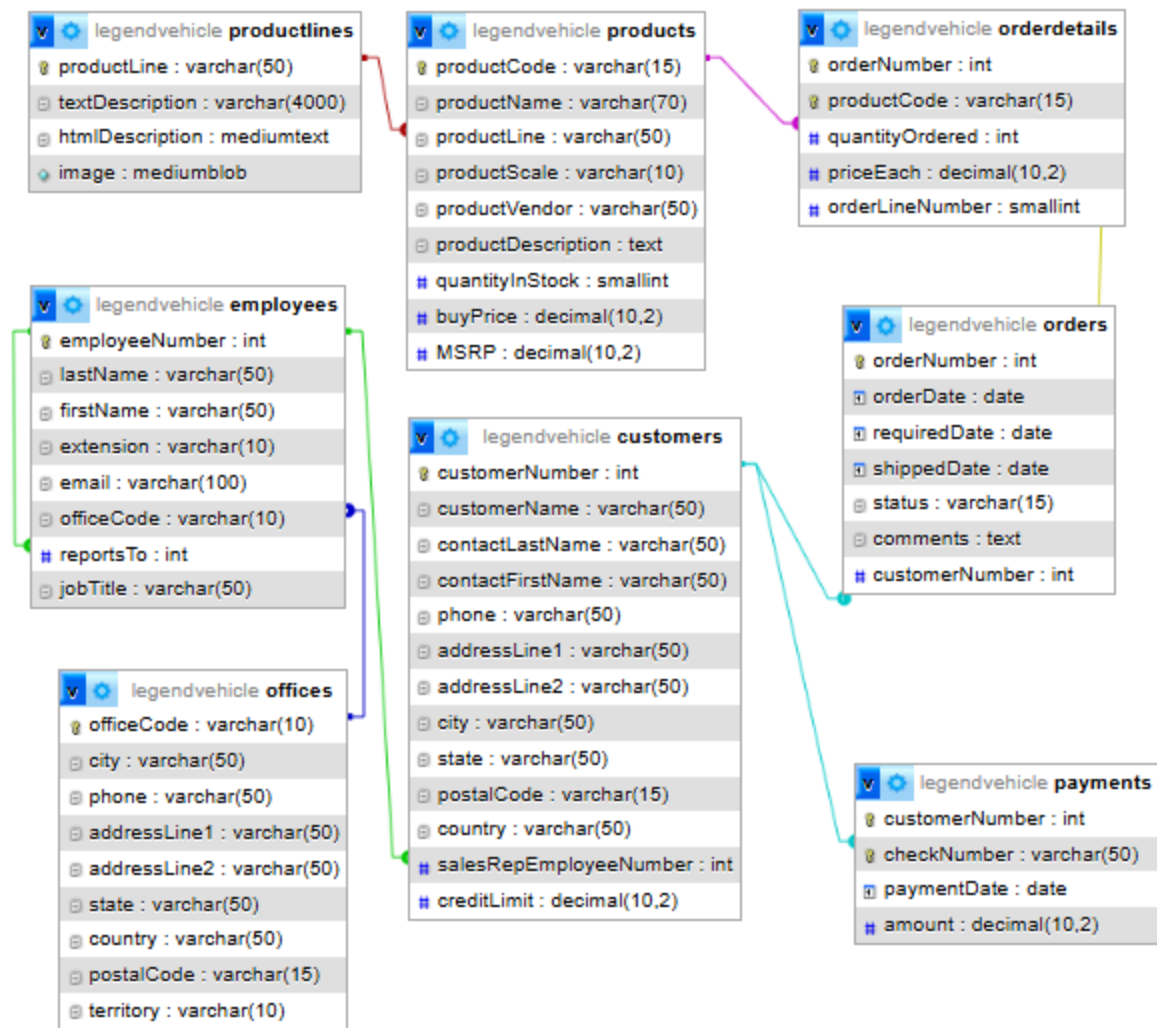 legendvehicle productlines
productLine : varchar(50)
textDescription : varchar(4000)
htmlDescription : mediumtext
image : mediumblob
legendvehicle products
productCode : varchar(15)
productName : varchar(70)
productLine : varchar(50)
productScale : varchar(10)
productVendor : varchar(50)
productDescription : text
quantityInStock : smallint
buyPrice : decimal(10,2)
MSRP : decimal(10,2)
legendvehicle orderdetails
orderNumber : int
productCode : varchar(15)
quantityOrdered : int
priceEach : decimal(10,2)
orderLineNumber : smallint
legendvehicle employees
employeeNumber : int
lastName : varchar(50)
firstName : varchar(50)
extension : varchar(10)
email : varchar(100)
officeCode : varchar(10)
reportsTo : int
jobTitle : varchar(50)
legendvehicle orders
orderNumber : int
orderDate : date
requiredDate : date
shippedDate : date
status : varchar(15)
comments : text
customerNumber : int
legendvehicle customers
customerNumber : int
customerName : varchar(50)
contactLastName : varchar(50)
contactFirstName : varchar(50)
phone : varchar(50)
addressLine1 : varchar(50)
addressLine2 : varchar(50)
city : varchar(50)
state : varchar(50)
postalCode : varchar(15)
country : varchar(50)
salesRepEmployeeNumber : int
creditLimit : decimal(10,2)
legendvehicle offices
officeCode : varchar(10)
city : varchar(50)
phone : varchar(50)
addressLine1 : varchar(50)
addressLine2 : varchar(50)
state : varchar(50)
country : varchar(50)
postalCode : varchar(15)
territory : varchar(10)
legendvehicle payments
customerNumber : int
checkNumber : varchar(50)
paymentDate : date
amount : decimal(10,2)